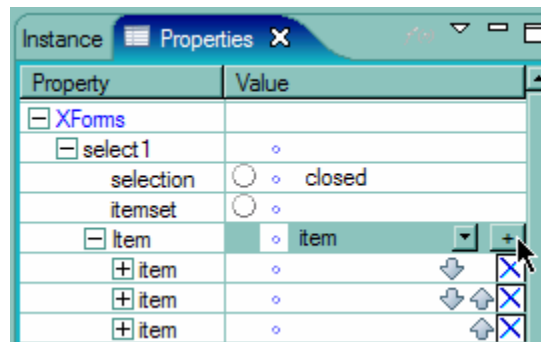 Instance Properties
Property Value
XForms
select1
selection closed
itemset
Item item
item
item
item